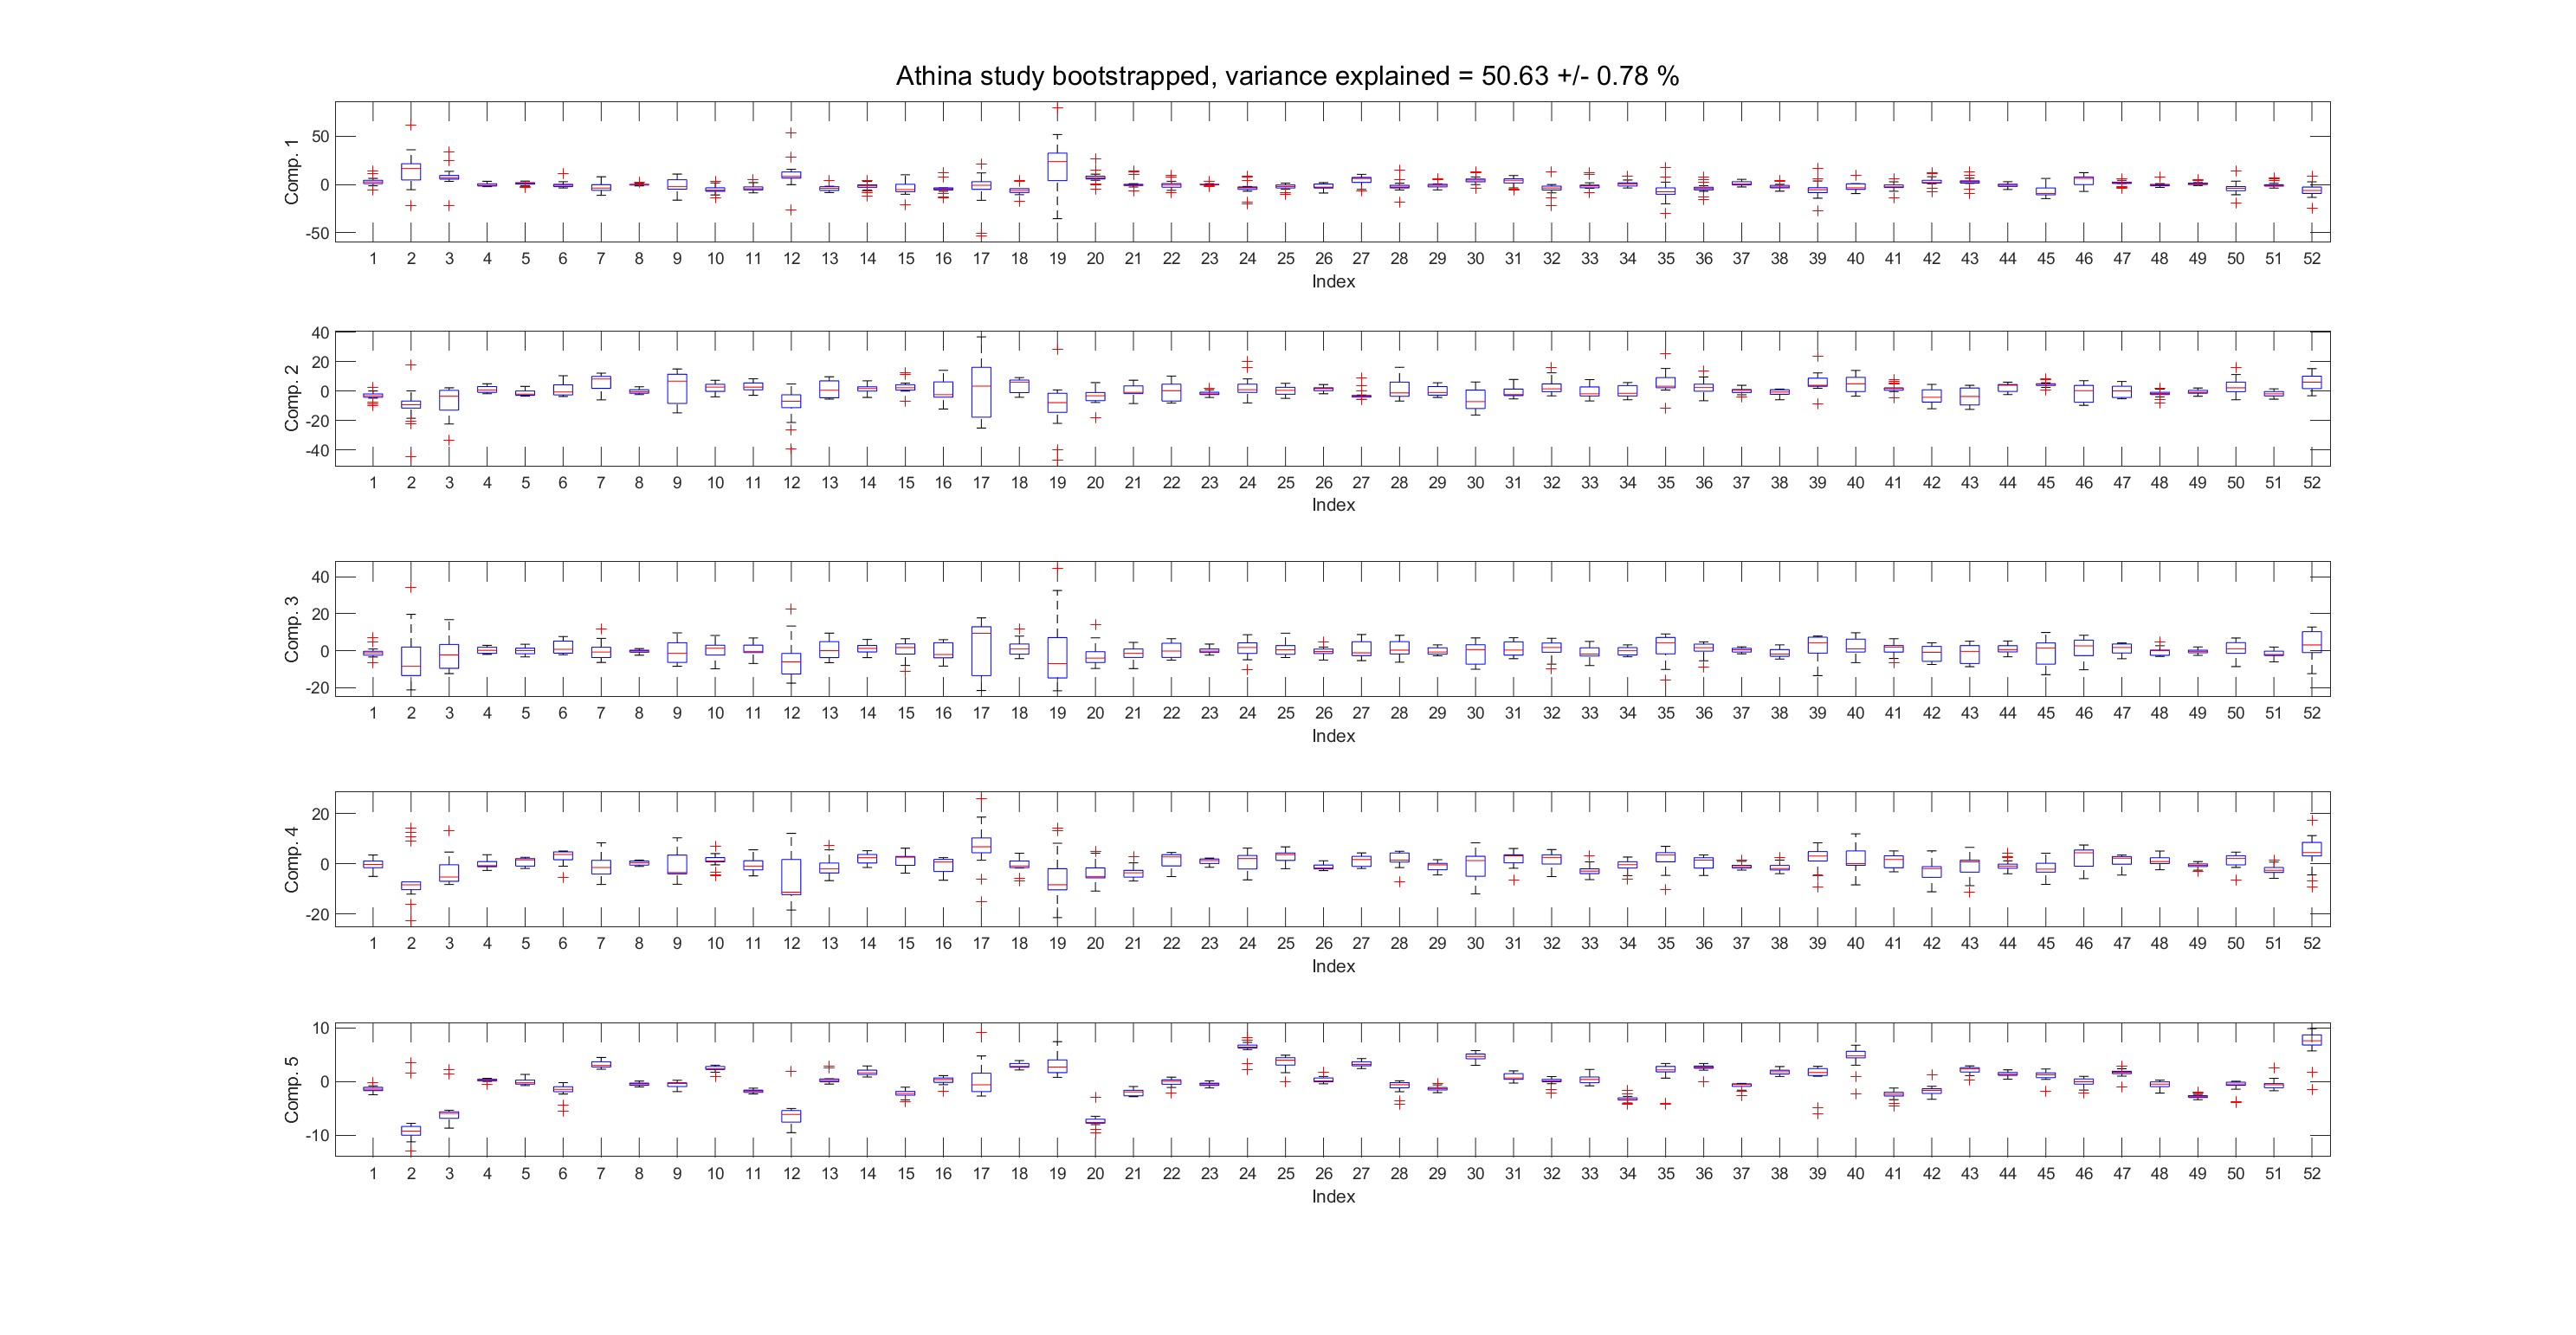 Athina study bootstrapped, variance explained = 50.63 +/- 0.78 %
Comp. 1
50
0
-50
1 2 3 4 5 6 7 8 9 10 11 12 13 14 15 16 17 18 19 20 21 22 23 24 25 26 27 28 29 30 31 32 33 34 35 36 37 38 39 40 41 42 43 44 45 46 47 48 49 50 51 52
Index
Comp. 2
40
20
0
-20
-40
1 2 3 4 5 6 7 8 9 10 11 12 13 14 15 16 17 18 19 20 21 22 23 24 25 26 27 28 29 30 31 32 33 34 35 36 37 38 39 40 41 42 43 44 45 46 47 48 49 50 51 52
Index
Comp. 3
40
20
0
-20
1 2 3 4 5 6 7 8 9 10 11 12 13 14 15 16 17 18 19 20 21 22 23 24 25 26 27 28 29 30 31 32 33 34 35 36 37 38 39 40 41 42 43 44 45 46 47 48 49 50 51 52
Index
Comp. 4
20
0
-20
1 2 3 4 5 6 7 8 9 10 11 12 13 14 15 16 17 18 19 20 21 22 23 24 25 26 27 28 29 30 31 32 33 34 35 36 37 38 39 40 41 42 43 44 45 46 47 48 49 50 51 52
Index
Comp. 5
10
0
-10
1 2 3 4 5 6 7 8 9 10 11 12 13 14 15 16 17 18 19 20 21 22 23 24 25 26 27 28 29 30 31 32 33 34 35 36 37 38 39 40 41 42 43 44 45 46 47 48 49 50 51 52
Index